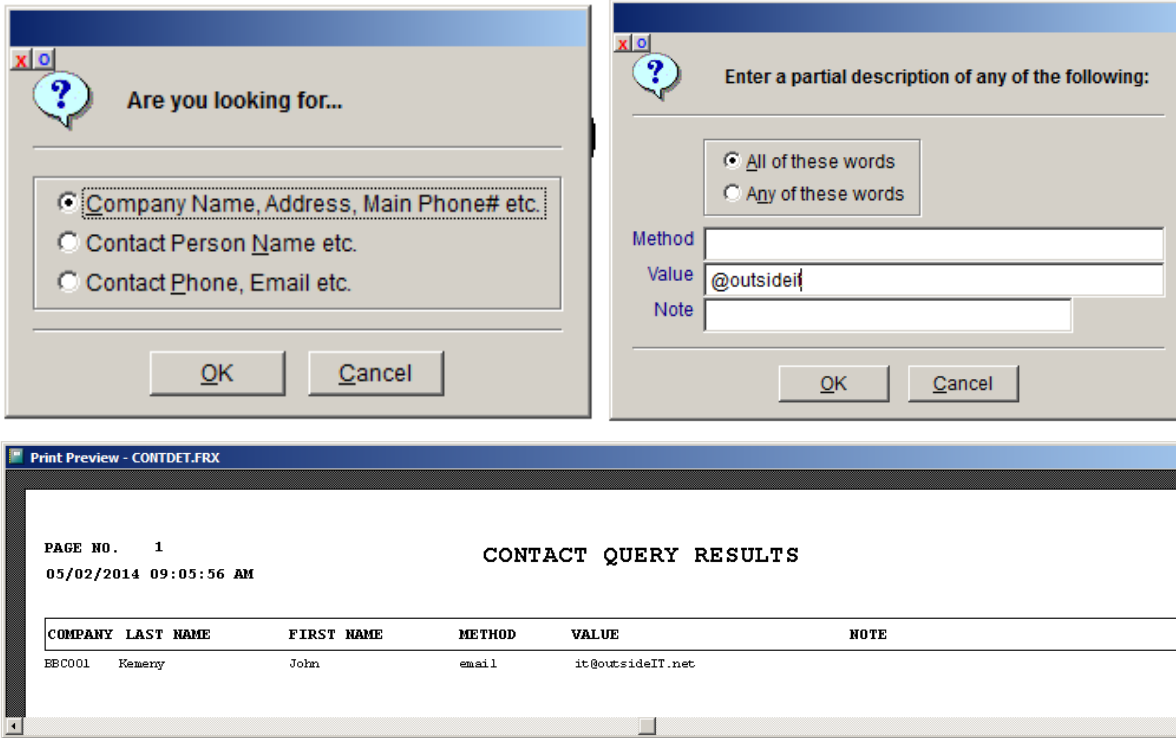 X O
Are you looking for...
Company Name, Address, Main Phone# etc.
Contact Person Name etc.
Contact Phone, Email etc.
OK Cancel
X O
Enter a partial description of any of the following:
All of these words
Any of these words
Method
Value @outsideit
Note
OK Cancel
Print Preview - CONTDET.FRX
PAGE NO. 1
CONTACT QUERY RESULTS
05/02/2014 09:05:56 AM
COMPANY LAST NAME FIRST NAME METHOD VALUE NOTE
BBC001 Kemeny John email it@outsideIT.net